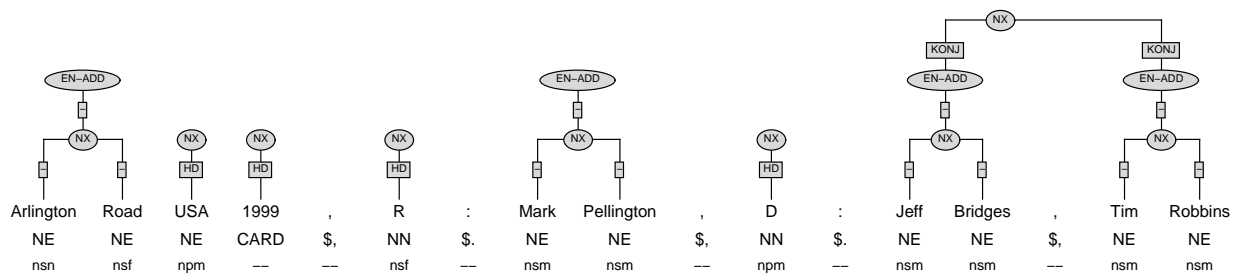 NX
KONJ KONJ
EN–ADD EN–ADD EN–ADD EN–ADD
– – – –
NX NX NX NX NX NX NX NX
– – HD HD HD – – HD – – – –
Arlington Road USA 1999 , R : Mark Pellington , D : Jeff Bridges , Tim Robbins
NE NE NE CARD $, NN $. NE NE $, NN $. NE NE $, NE NE
nsn nsf npm –– –– nsf –– nsm nsm –– npm –– nsm nsm –– nsm nsm